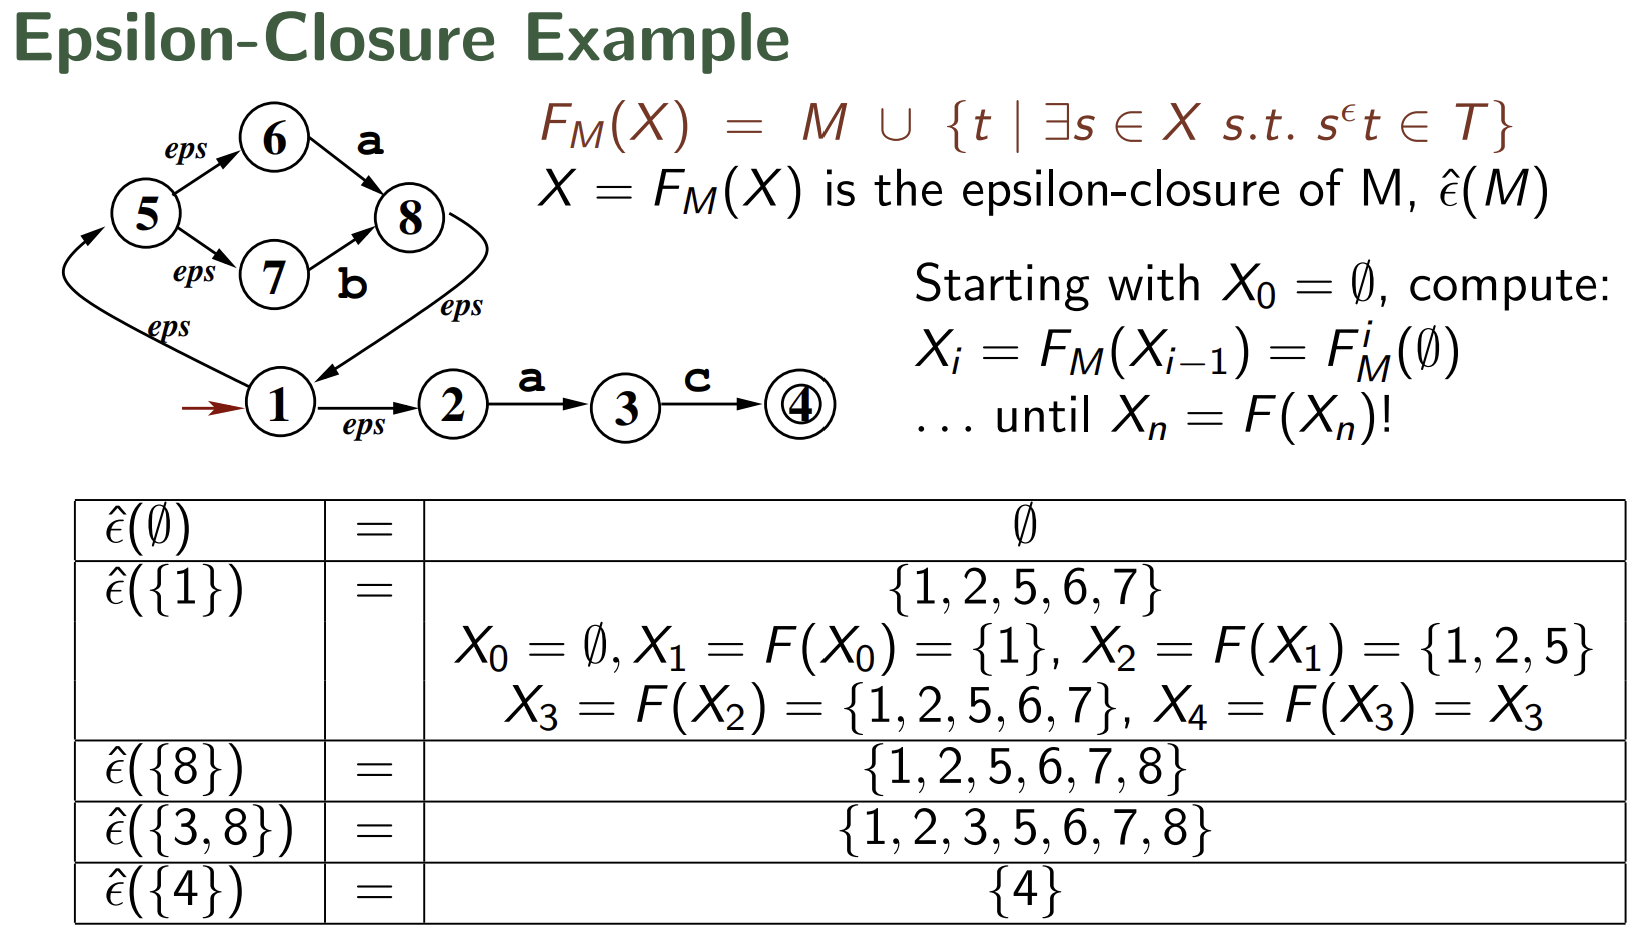 Epsilon-Closure Example
F_M(X) = M ∪ {t | ∃s ∈ X s.t. s^ϵ t ∈ T}
X = F_M(X) is the epsilon-closure of M, ϵ̂(M)
Starting with X_0 = ∅, compute:
X_i = F_M(X_{i−1}) = F_M^i(∅)
... until X_n = F(X_n)!
6
a
eps
5
8
eps
7
b
eps
eps
1
eps
2
a
3
c
4
ϵ̂(∅) = ∅
ϵ̂({1}) = {1, 2, 5, 6, 7}
X_0 = ∅, X_1 = F(X_0) = {1}, X_2 = F(X_1) = {1, 2, 5}
X_3 = F(X_2) = {1, 2, 5, 6, 7}, X_4 = F(X_3) = X_3
ϵ̂({8}) = {1, 2, 5, 6, 7, 8}
ϵ̂({3, 8}) = {1, 2, 3, 5, 6, 7, 8}
ϵ̂({4}) = {4}